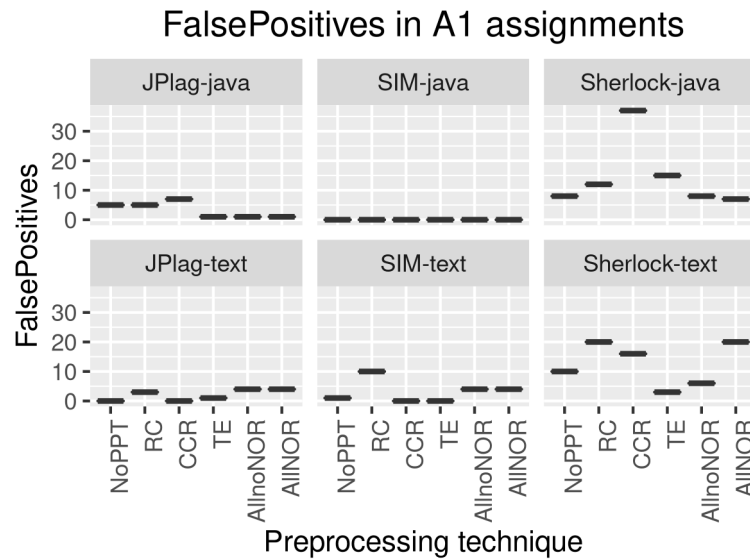 FalsePositives in A1 assignments
JPlag-java SIM-java Sherlock-java
30
20
10
0
JPlag-text SIM-text Sherlock-text
30
20
10
0
FalsePositives
NoPPT RC CCR TE AllnoNOR AllNOR NoPPT RC CCR TE AllnoNOR AllNOR NoPPT RC CCR TE AllnoNOR AllNOR
Preprocessing technique